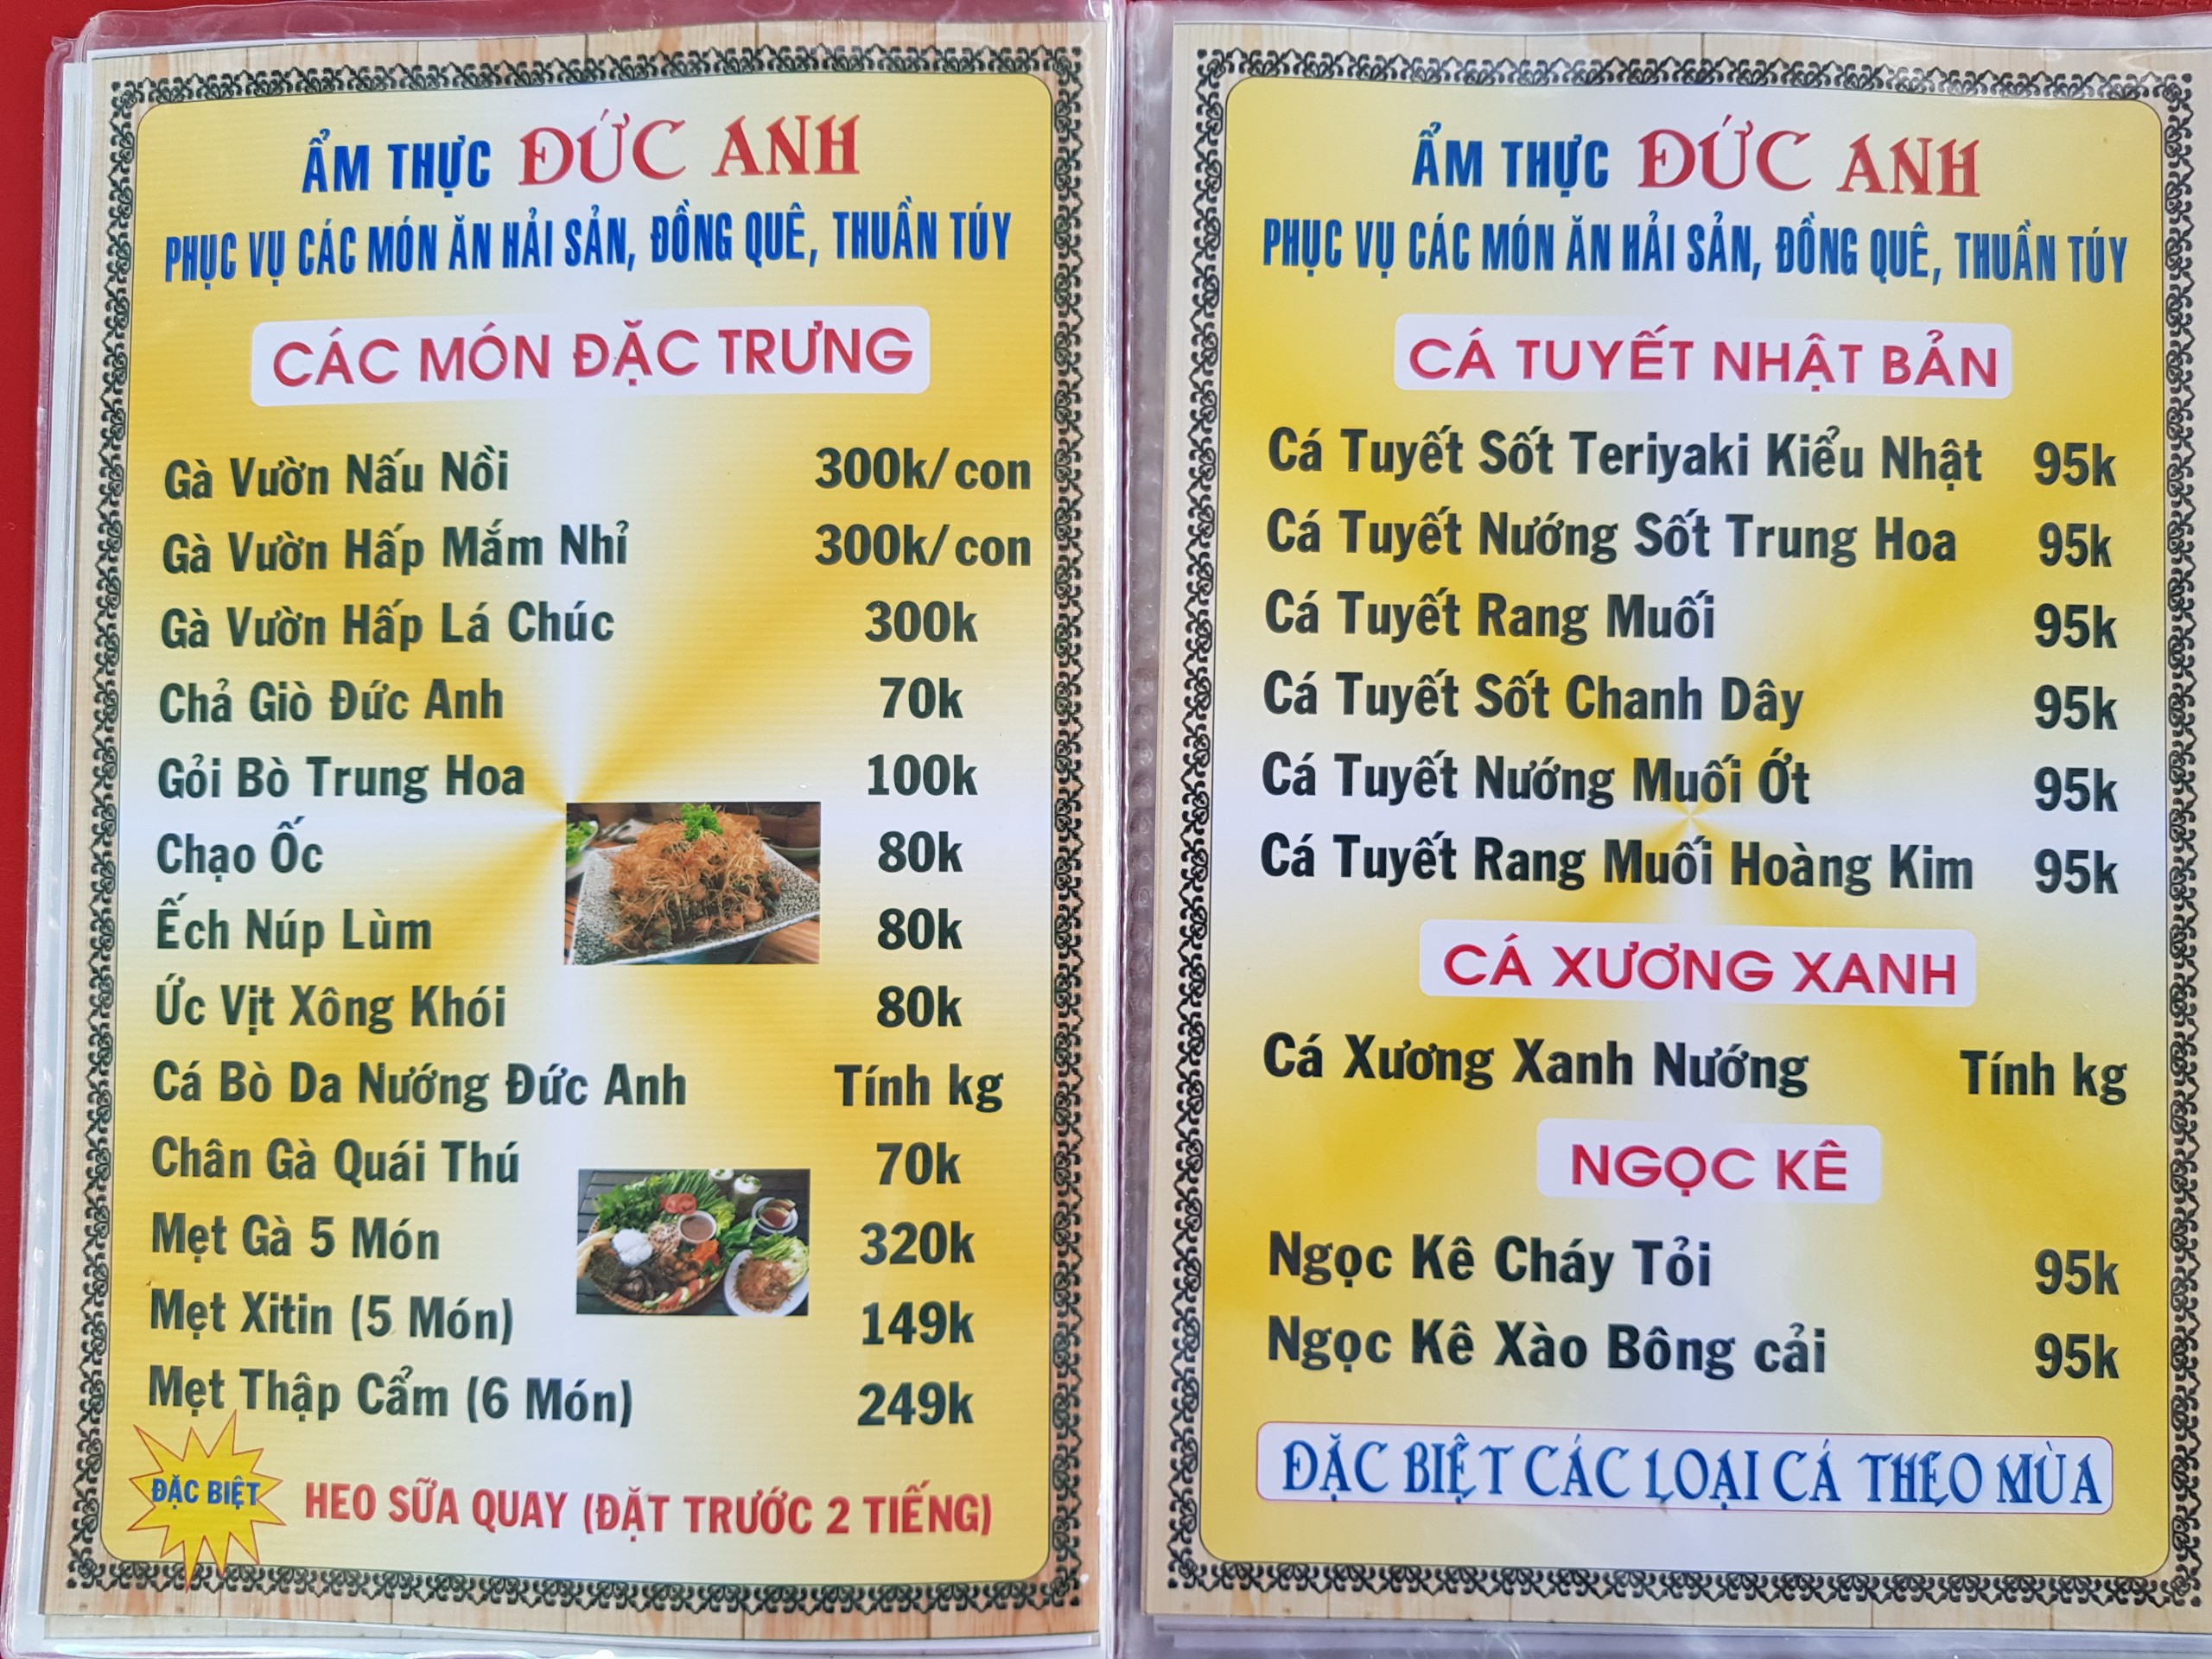 ẨM THỰC ĐỨC ANH
PHỤC VỤ CÁC MÓN ĂN HẢI SẢN, ĐỒNG QUÊ, THUẦN TÚY
CÁC MÓN ĐẶC TRƯNG
Gà Vườn Nấu Nồi 300k/con
Gà Vườn Hấp Mắm Nhỉ 300k/con
Gà Vườn Hấp Lá Chúc 300k
Chả Giò Đức Anh 70k
Gỏi Bò Trung Hoa 100k
Chạo Ốc 80k
Ếch Núp Lùm 80k
Ức Vịt Xông Khói 80k
Cá Bò Da Nướng Đức Anh Tính kg
Chân Gà Quái Thú 70k
Mẹt Gà 5 Món 320k
Mẹt Xitin (5 Món) 149k
Mẹt Thập Cẩm (6 Món) 249k
ĐẶC BIỆT HEO SỮA QUAY (ĐẶT TRƯỚC 2 TIẾNG)
ẨM THỰC ĐỨC ANH
PHỤC VỤ CÁC MÓN ĂN HẢI SẢN, ĐỒNG QUÊ, THUẦN TÚY
CÁ TUYẾT NHẬT BẢN
Cá Tuyết Sốt Teriyaki Kiểu Nhật 95k
Cá Tuyết Nướng Sốt Trung Hoa 95k
Cá Tuyết Rang Muối 95k
Cá Tuyết Sốt Chanh Dây 95k
Cá Tuyết Nướng Muối Ớt 95k
Cá Tuyết Rang Muối Hoàng Kim 95k
CÁ XƯƠNG XANH
Cá Xương Xanh Nướng Tính kg
NGỌC KÊ
Ngọc Kê Cháy Tỏi 95k
Ngọc Kê Xào Bông cải 95k
ĐẶC BIỆT CÁC LOẠI CÁ THEO MÙA